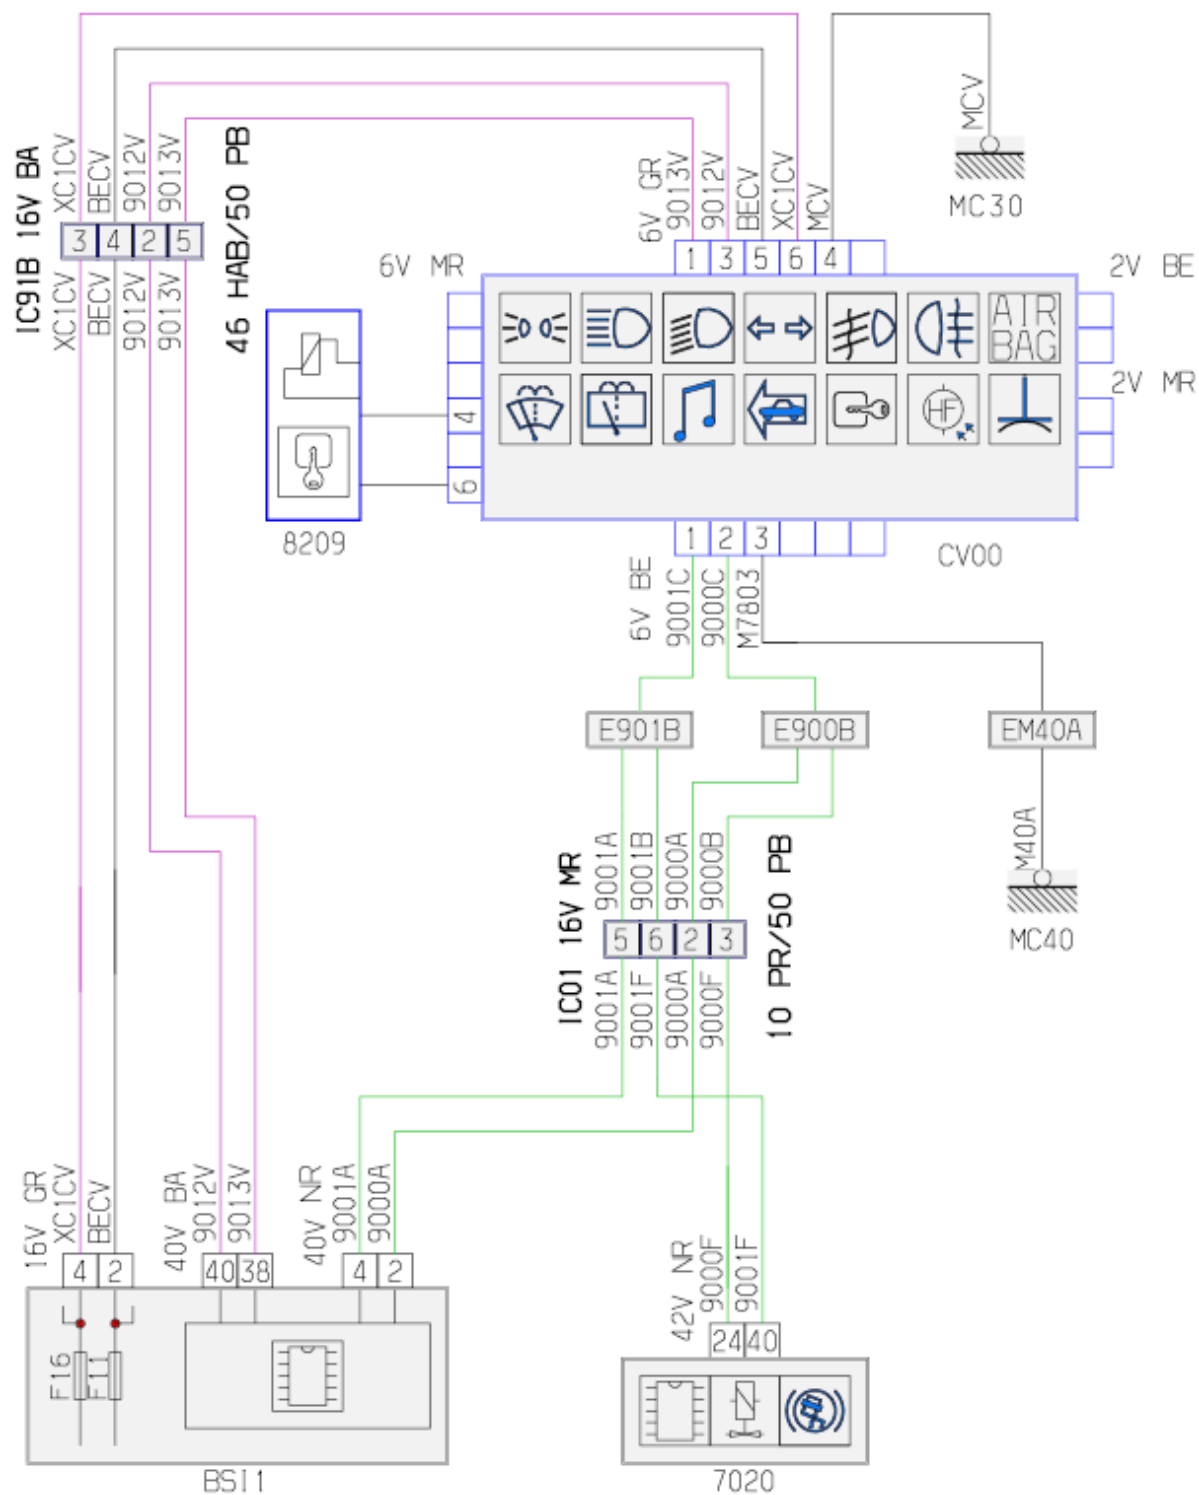 XC1CV
BECV
9012V
9013V
IC91B 16V BA
3 4 2 5
46 HAB/50 PB
XC1CV
BECV
9012V
9013V
6V GR
9013V
9012V
BECV
XC1CV
MCV
MCV
MC30
1 3 5 6 4
6V MR
2V BE
2V MR
AIR
BAG
HF
4
6
8209
CV00
1 2 3
6V BE
9001C
9000C
M7803
E901B
E900B
EM40A
M40A
MC40
IC01 16V MR
9001A
9001B
9000A
9000B
5 6 2 3
10 PR/50 PB
9001A
9001F
9000A
9000F
16V GR
XC1CV
BECV
40V BA
9012V
9013V
40V NR
9001A
9000A
4 2
40 38
4 2
F16
F11
BSI1
42V NR
9000F
9001F
24 40
7020